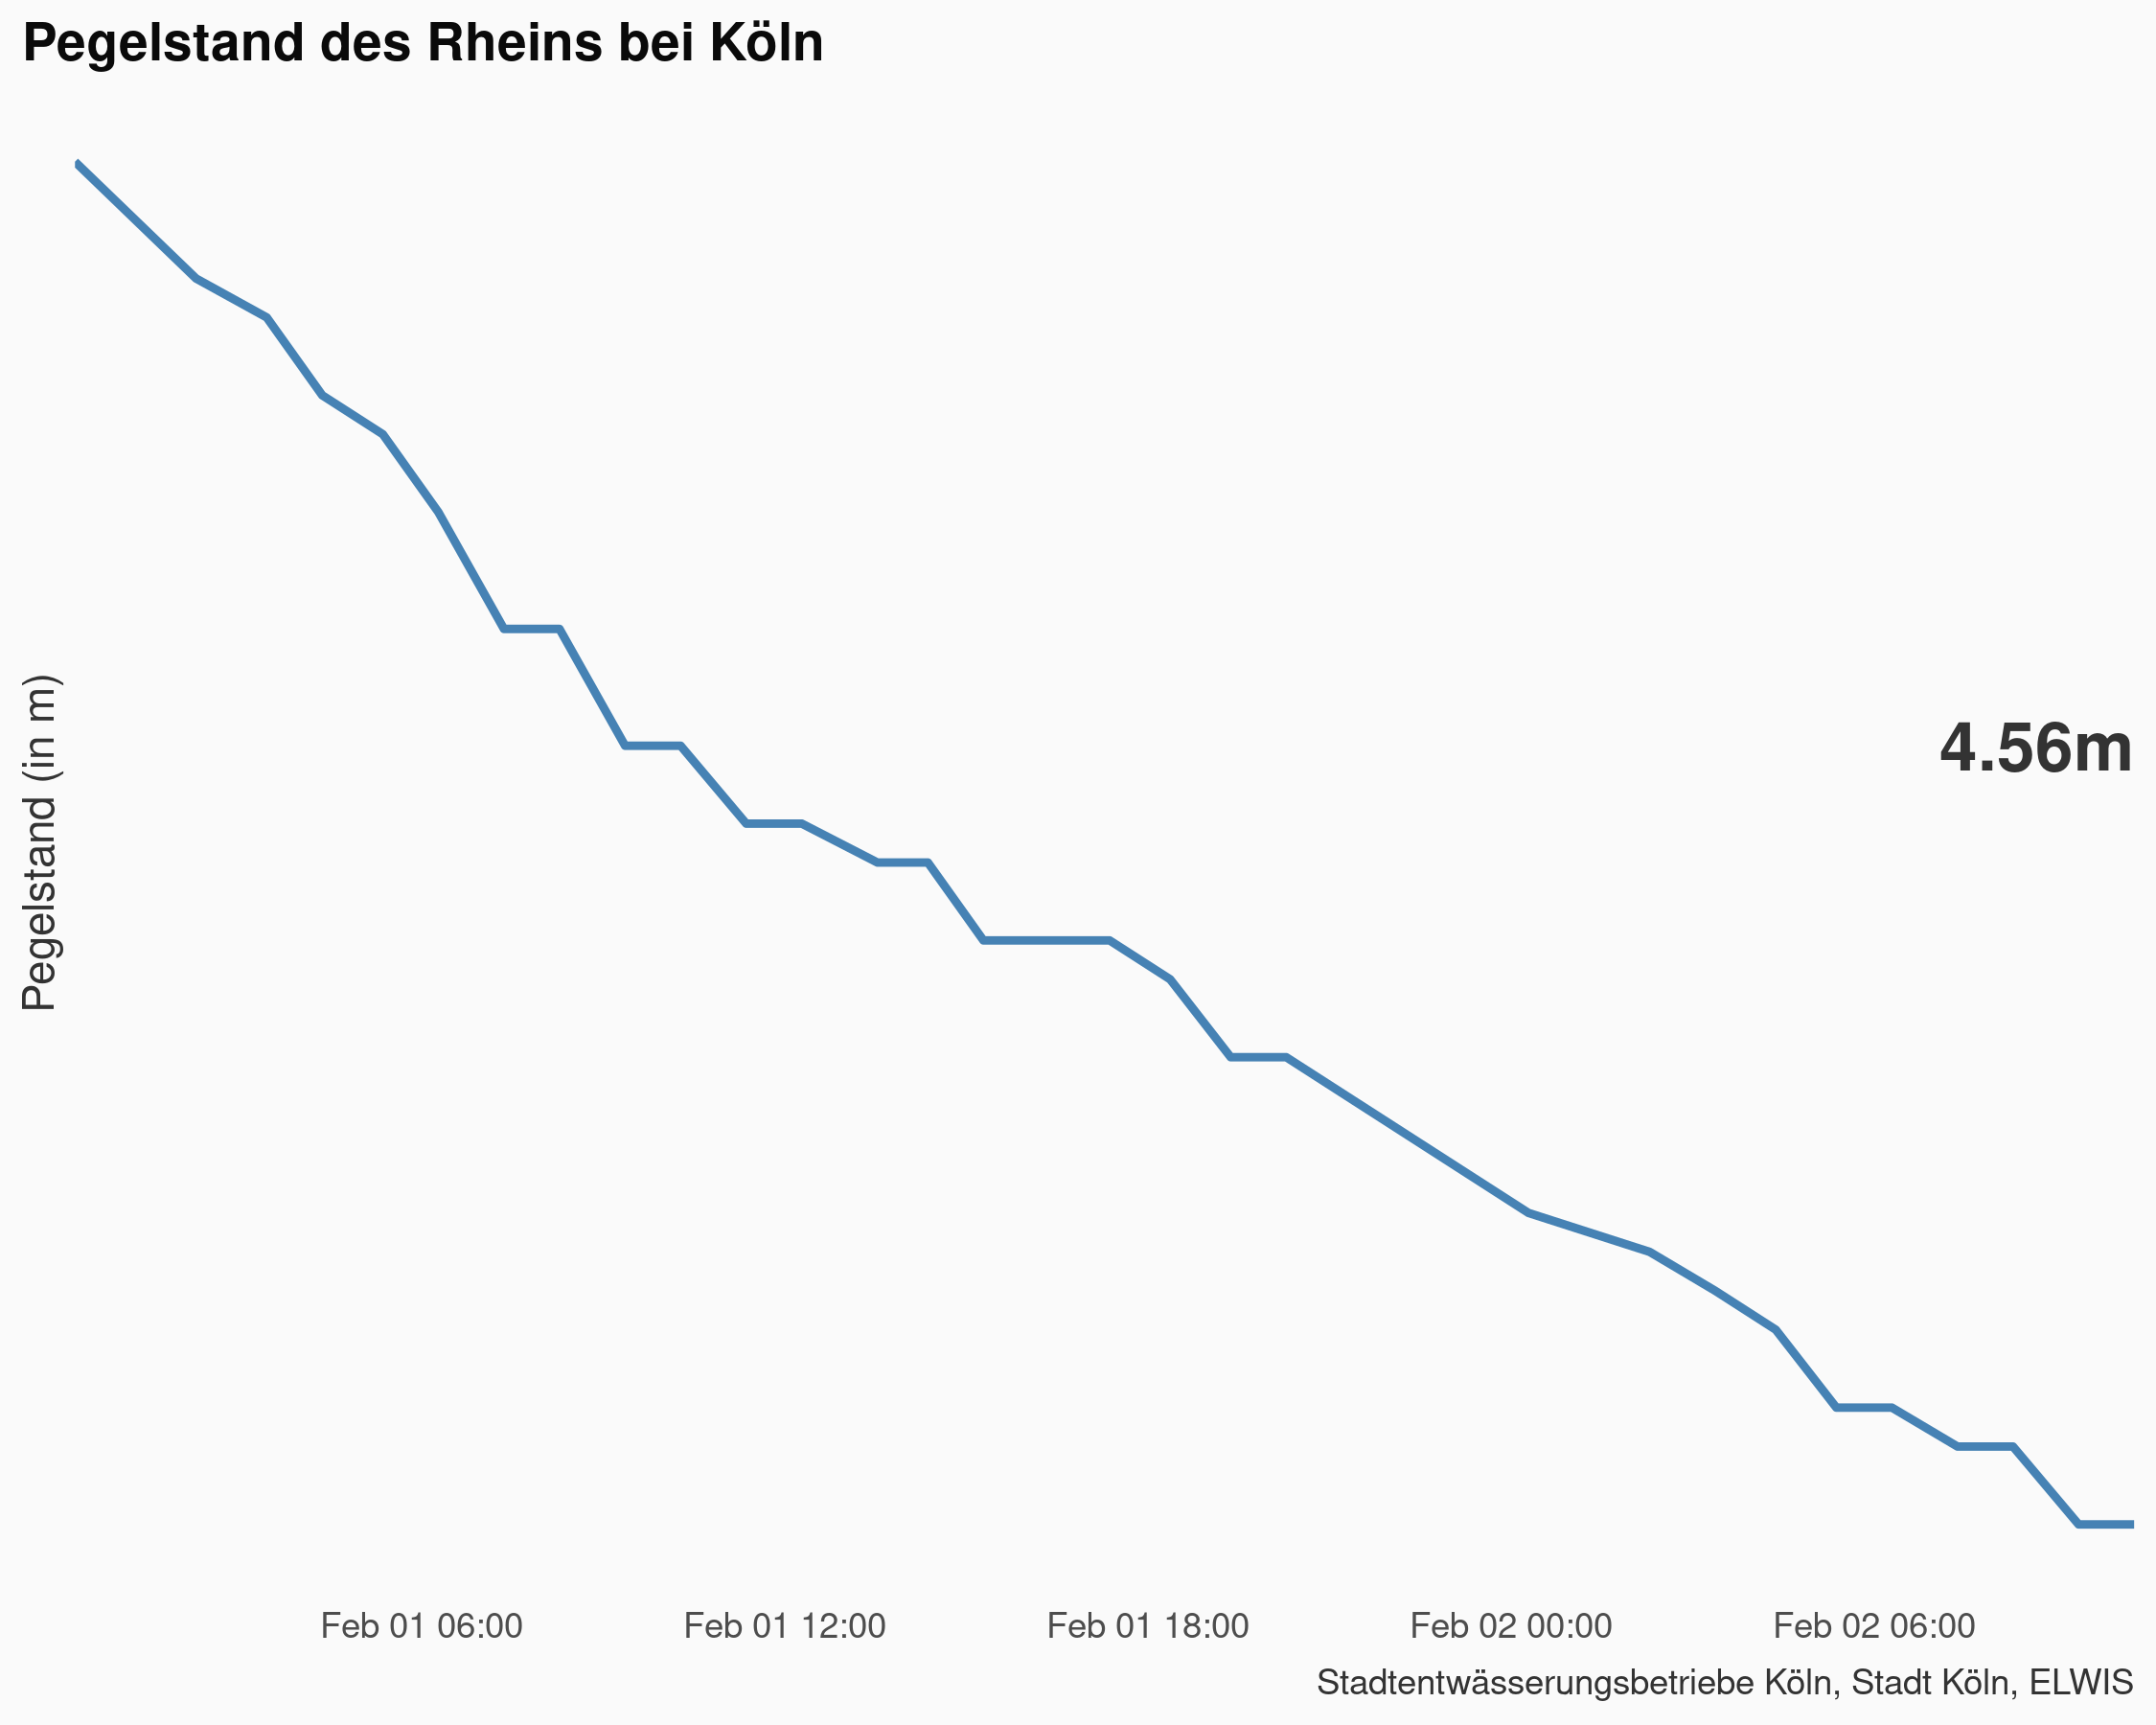 Pegelstand des Rheins bei Köln
Pegelstand (in m)
4.56m
Feb 01 06:00
Feb 01 12:00
Feb 01 18:00
Feb 02 00:00
Feb 02 06:00
Stadtentwässerungsbetriebe Köln, Stadt Köln, ELWIS